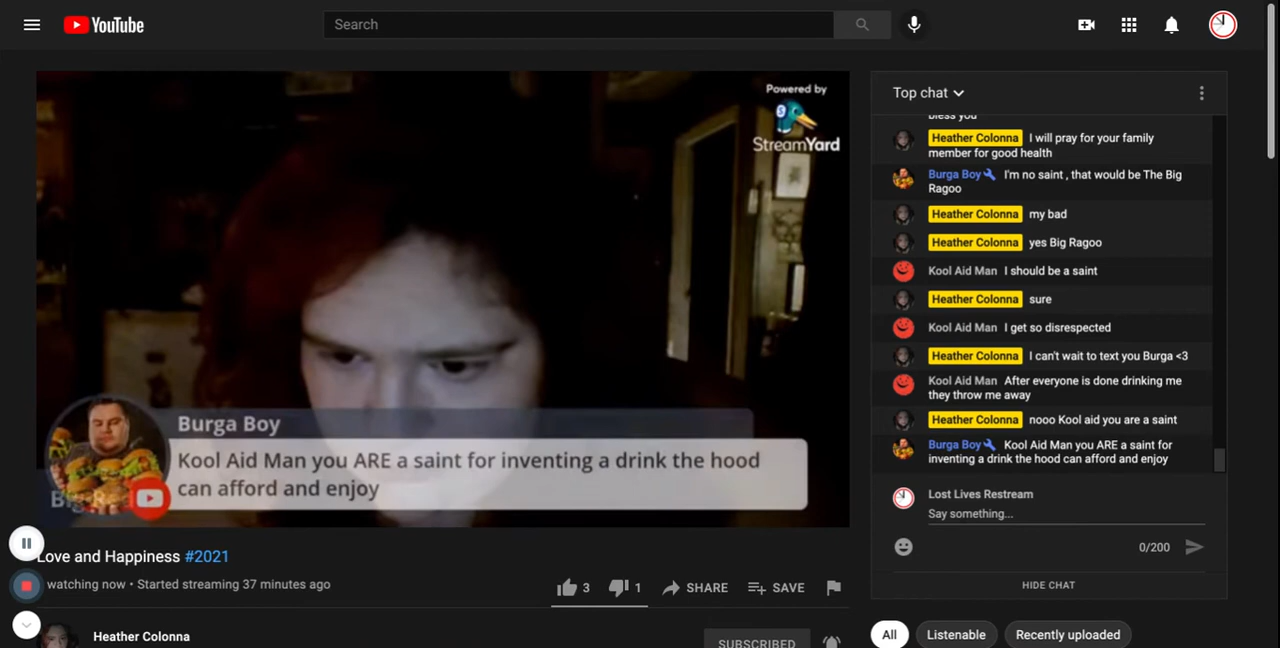 YouTube
Search
Powered by
StreamYard
Burga Boy
Kool Aid Man you ARE a saint for inventing a drink the hood
can afford and enjoy
Love and Happiness #2021
watching now • Started streaming 37 minutes ago
3
1
SHARE
SAVE
Heather Colonna
SUBSCRIBED
Top chat
bless you
Heather Colonna I will pray for your family
member for good health
Burga Boy I'm no saint , that would be The Big
Ragoo
Heather Colonna my bad
Heather Colonna yes Big Ragoo
Kool Aid Man I should be a saint
Heather Colonna sure
Kool Aid Man I get so disrespected
Heather Colonna I can't wait to text you Burga <3
Kool Aid Man After everyone is done drinking me
they throw me away
Heather Colonna nooo Kool aid you are a saint
Burga Boy Kool Aid Man you ARE a saint for
inventing a drink the hood can afford and enjoy
Lost Lives Restream
Say something...
0/200
HIDE CHAT
All
Listenable
Recently uploaded